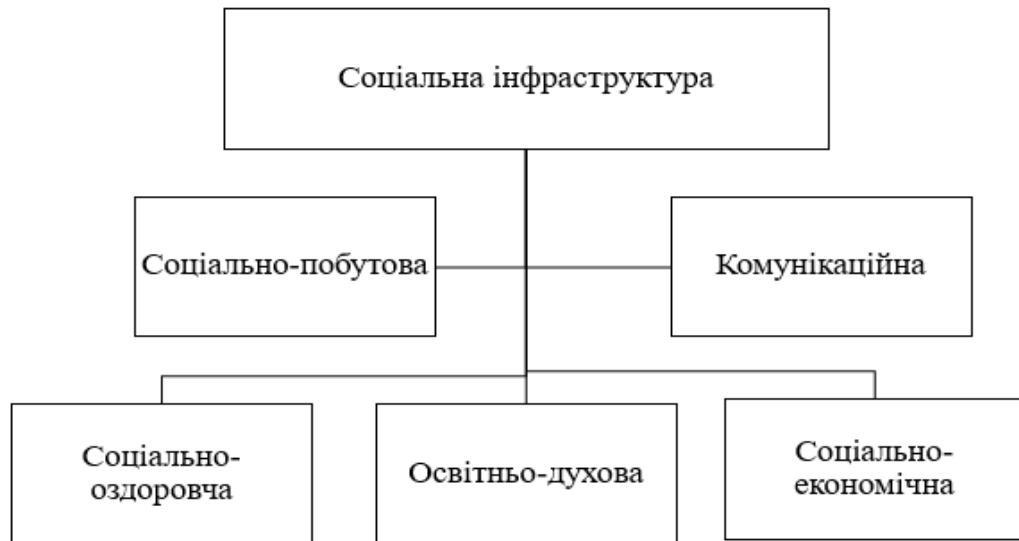 Соціальна інфраструктура
Соціально-побутова
Комунікаційна
Соціально-
оздоровча
Освітньо-духова
Соціально-
економічна